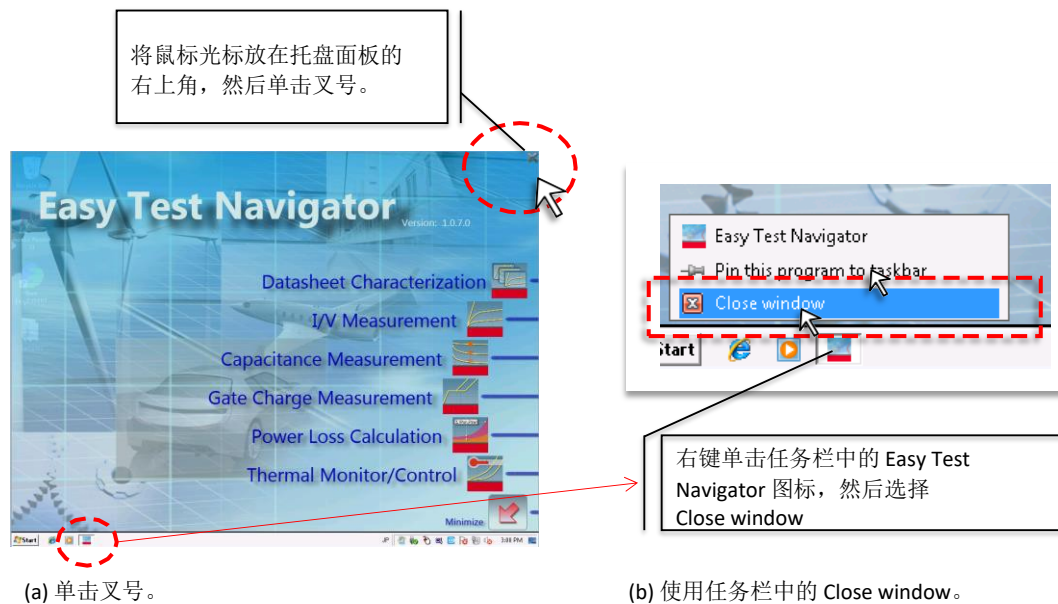 将鼠标光标放在托盘面板的
右上角，然后单击叉号。
Easy Test Navigator
Version: 1.0.7.0
Datasheet Characterization
I/V Measurement
Capacitance Measurement
Gate Charge Measurement
Power Loss Calculation
Thermal Monitor/Control
Minimize
Start
JP
3:08 PM
Easy Test Navigator
Pin this program to taskbar
Close window
Start
右键单击任务栏中的 Easy Test
Navigator 图标，然后选择
Close window
(a) 单击叉号。
(b) 使用任务栏中的 Close window。